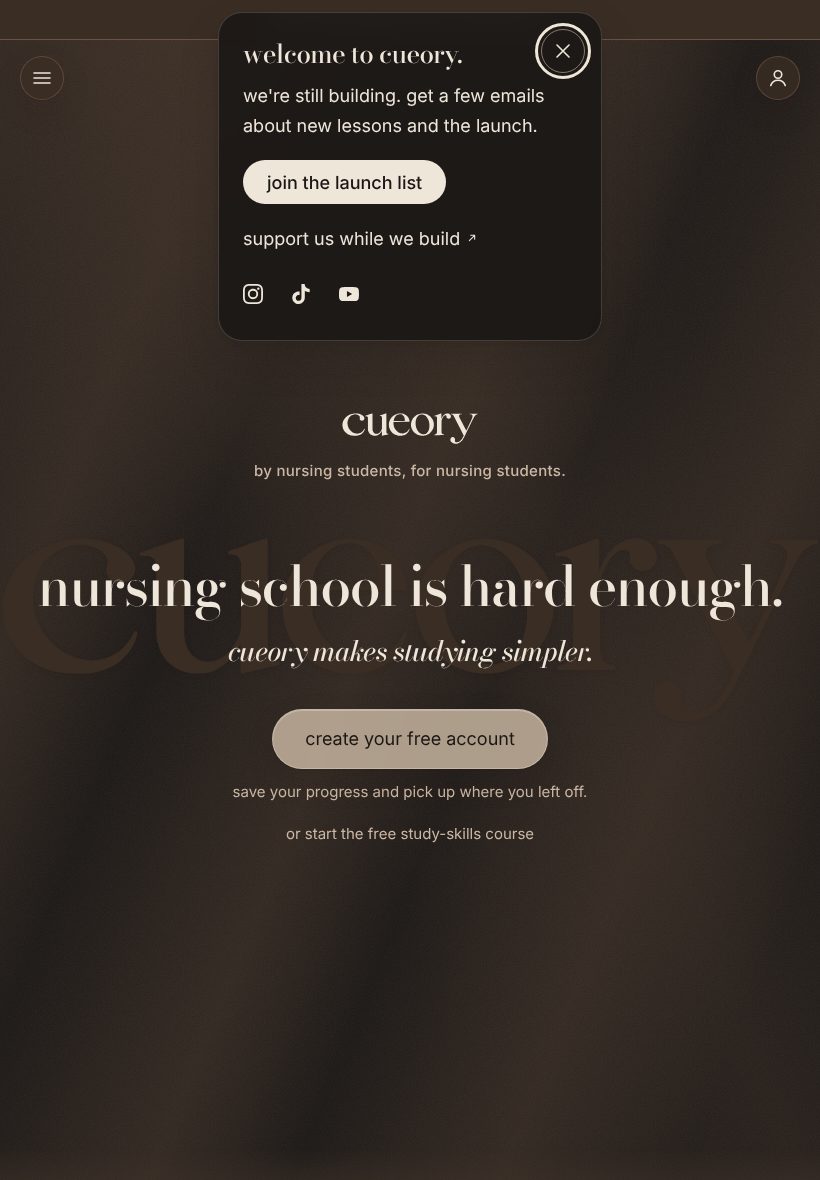 welcome to cueory.
we're still building. get a few emails
about new lessons and the launch.
join the launch list
support us while we build ↗
cueory
by nursing students, for nursing students.
cueory
nursing school is hard enough.
cueory makes studying simpler.
create your free account
save your progress and pick up where you left off.
or start the free study-skills course